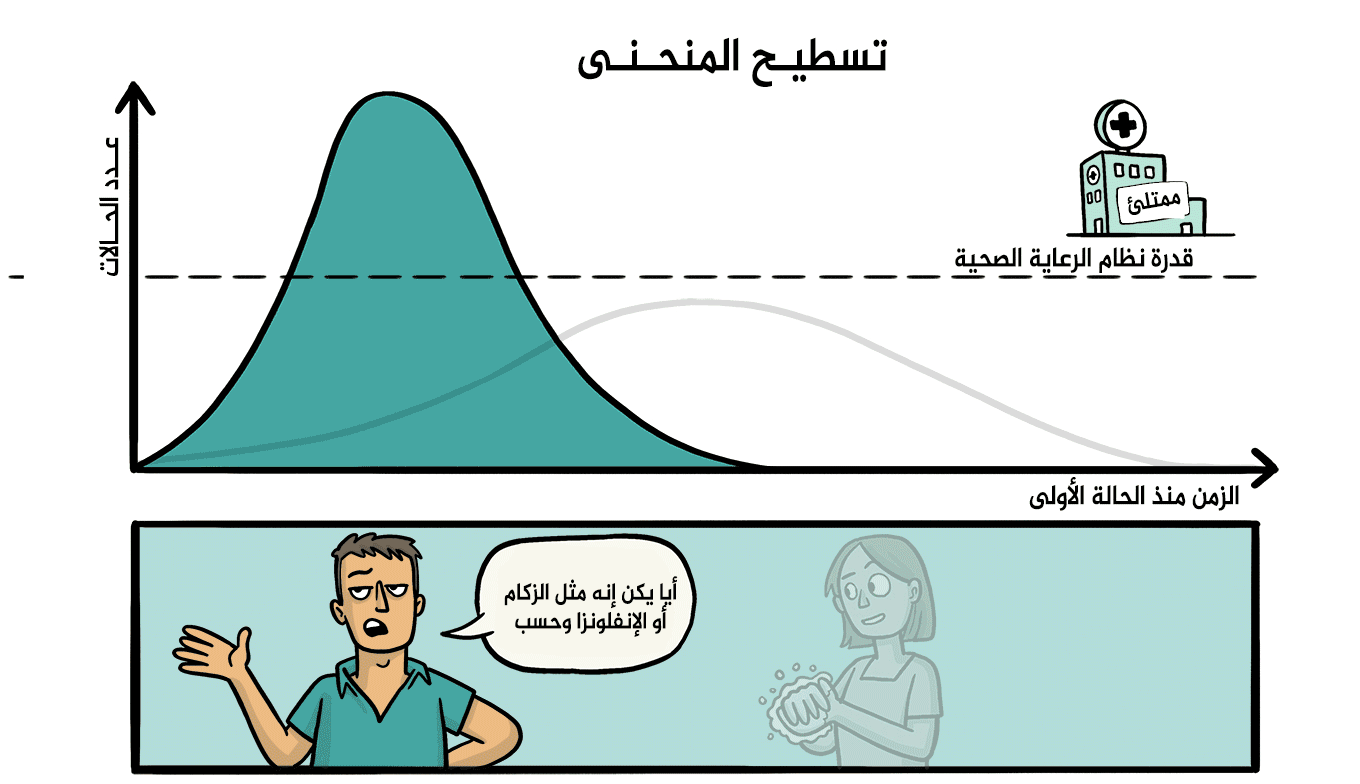 تسطيح المنحنى
عدد الحالات
ممتلئ
قدرة نظام الرعاية الصحية
الزمن منذ الحالة الأولى
أيا يكن إنه مثل الزكام
أو الإنفلونزا وحسب